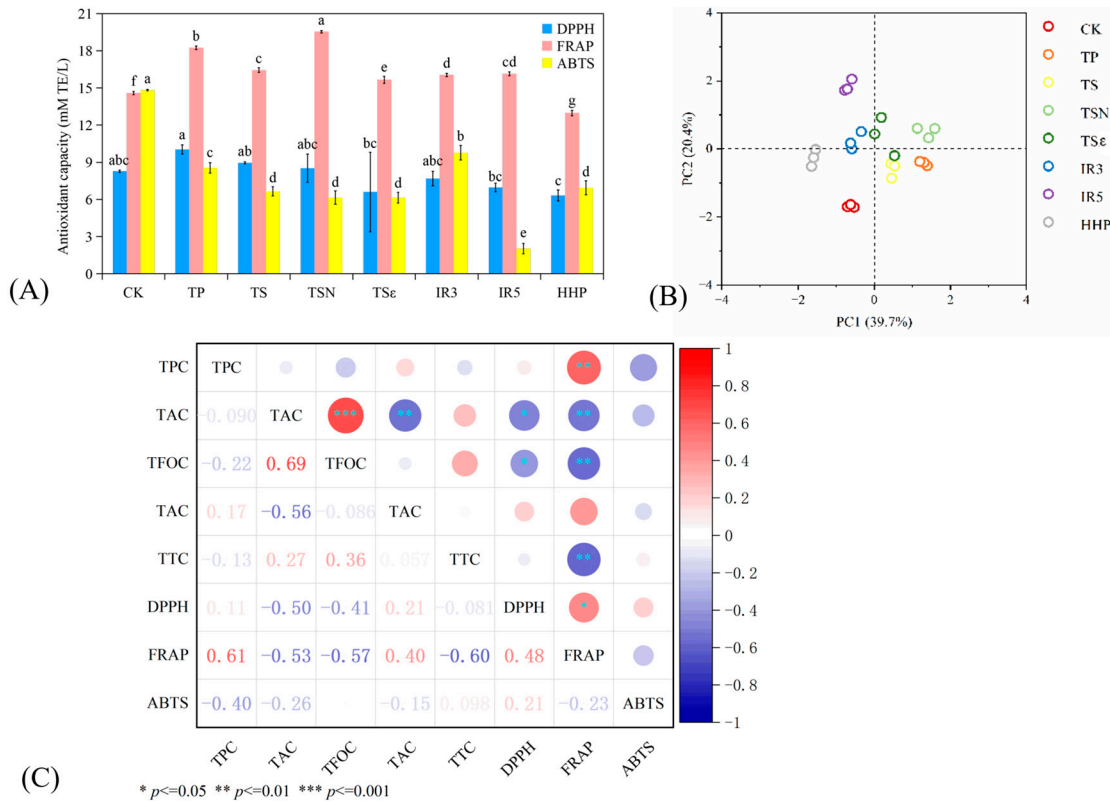 21
18
15
12
9
6
3
0
Antioxidant capacity (mM TE/L)
DPPH
FRAP
ABTS
abc f a
a b d
ab c d
abc a d
bc e d
abc d b
bc cd e
c g d
CK TP TS TSN TSε IR3 IR5 HHP
(A)
4
2
0
−2
−4
PC2 (20.4%)
−4 −2 0 2 4
PC1 (39.7%)
CK
TP
TS
TSN
TSε
IR3
IR5
HHP
(B)
TPC TPC **
TAC −0.090 TAC *** ** * **
TFOC −0.22 0.69 TFOC * **
TAC 0.17 −0.56 −0.086 TAC
TTC −0.13 0.27 0.36 0.057 TTC **
DPPH 0.11 −0.50 −0.41 0.21 −0.081 DPPH *
FRAP 0.61 −0.53 −0.57 0.40 −0.60 0.48 FRAP
ABTS −0.40 −0.26 −0.15 0.098 0.21 −0.23 ABTS
TPC TAC TFOC TAC TTC DPPH FRAP ABTS
1
0.8
0.6
0.4
0.2
0
−0.2
−0.4
−0.6
−0.8
−1
(C)
* p<=0.05 ** p<=0.01 *** p<=0.001